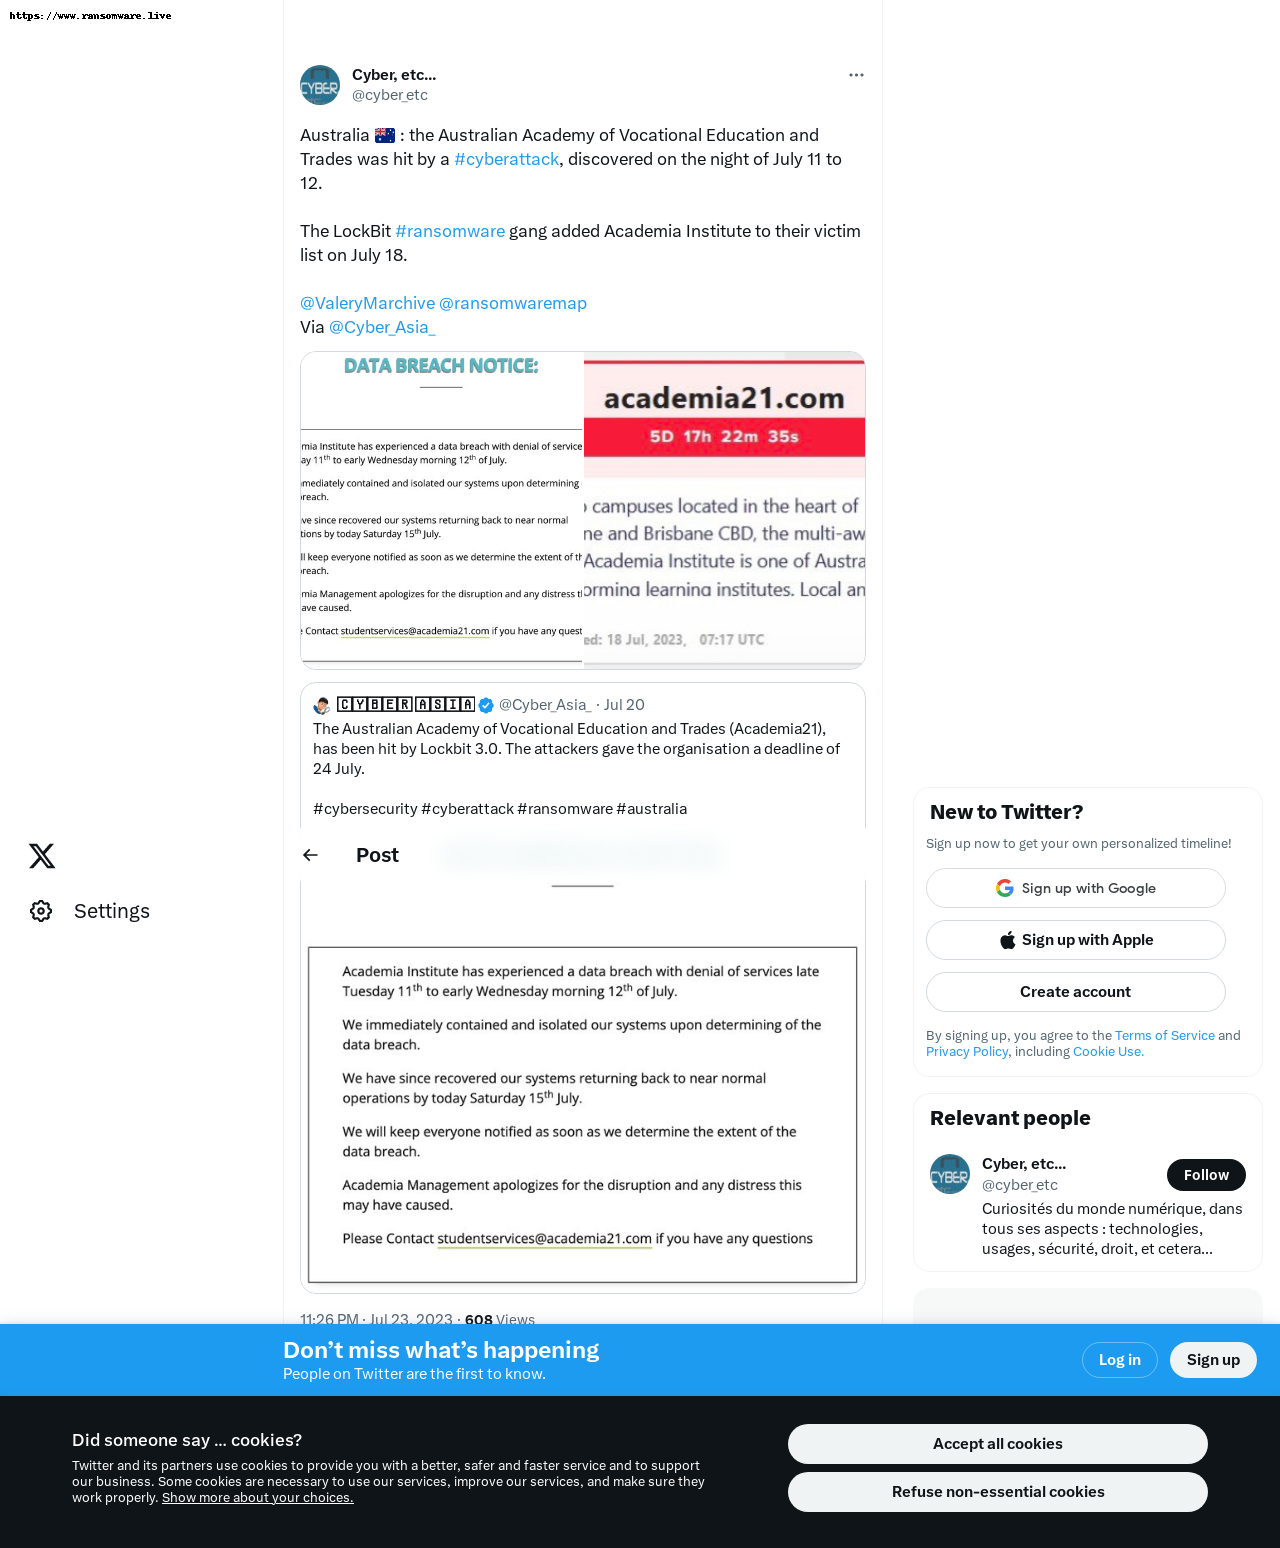 https://www.ransomware.live
Cyber, etc...
@cyber_etc
Australia 🇦🇺 : the Australian Academy of Vocational Education and
Trades was hit by a #cyberattack, discovered on the night of July 11 to
12.
The LockBit #ransomware gang added Academia Institute to their victim
list on July 18.
@ValeryMarchive @ransomwaremap
Via @Cyber_Asia_
DATA BREACH NOTICE:
mia Institute has experienced a data breach with denial of service
ay 11th to early Wednesday morning 12th of July.
mmediately contained and isolated our systems upon determining
breach.
ve since recovered our systems returning back to near normal
tions by today Saturday 15th July.
ll keep everyone notified as soon as we determine the extent of th
breach.
mia Management apologizes for the disruption and any distress t
ave caused.
e Contact studentservices@academia21.com if you have any quest
academia21.com
5D 17h 22m 35s
campuses located in the heart of
ne and Brisbane CBD, the multi-aw
Academia Institute is one of Austra
orming learning institutes. Local an
ed: 18 Jul, 2023, 07:17 UTC
CYBER ASIA @Cyber_Asia_ · Jul 20
The Australian Academy of Vocational Education and Trades (Academia21),
has been hit by Lockbit 3.0. The attackers gave the organisation a deadline of
24 July.
#cybersecurity #cyberattack #ransomware #australia
Post
Academia Institute has experienced a data breach with denial of services late
Tuesday 11th to early Wednesday morning 12th of July.
We immediately contained and isolated our systems upon determining of the
data breach.
We have since recovered our systems returning back to near normal
operations by today Saturday 15th July.
We will keep everyone notified as soon as we determine the extent of the
data breach.
Academia Management apologizes for the disruption and any distress this
may have caused.
Please Contact studentservices@academia21.com if you have any questions
11:26 PM · Jul 23, 2023 · 608 Views
Settings
New to Twitter?
Sign up now to get your own personalized timeline!
Sign up with Google
Sign up with Apple
Create account
By signing up, you agree to the Terms of Service and
Privacy Policy, including Cookie Use.
Relevant people
Cyber, etc...
@cyber_etc
Follow
Curiosités du monde numérique, dans
tous ses aspects : technologies,
usages, sécurité, droit, et cetera...
Don’t miss what’s happening
People on Twitter are the first to know.
Log in
Sign up
Did someone say … cookies?
Twitter and its partners use cookies to provide you with a better, safer and faster service and to support
our business. Some cookies are necessary to use our services, improve our services, and make sure they
work properly. Show more about your choices.
Accept all cookies
Refuse non-essential cookies